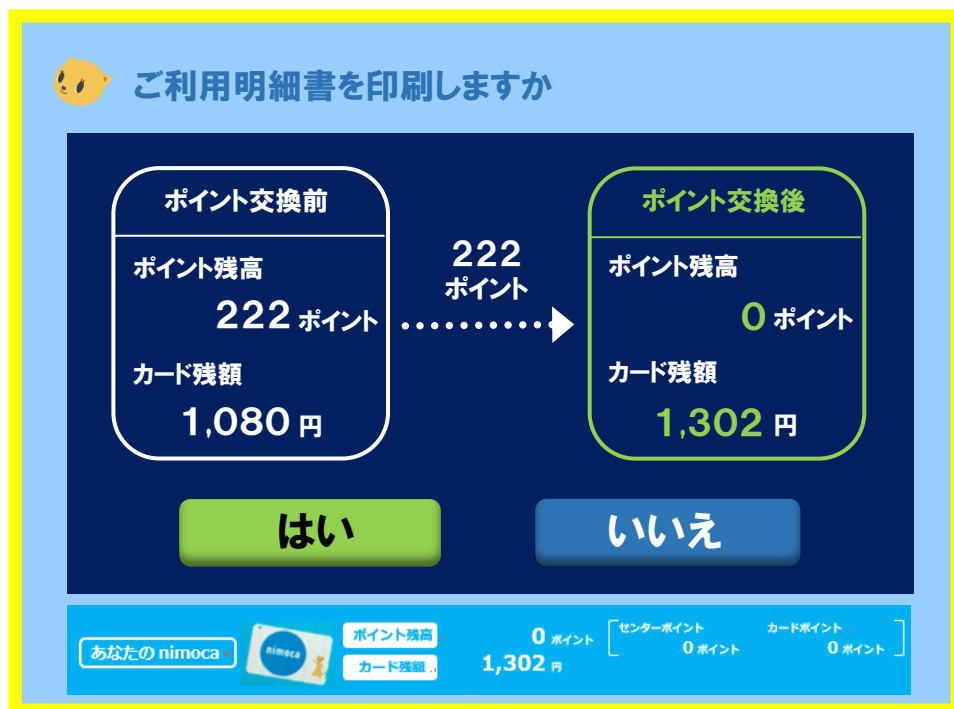 ご利用明細書を印刷しますか
ポイント交換前
ポイント残高
222 ポイント
カード残額
1,080 円
222
ポイント
ポイント交換後
ポイント残高
0 ポイント
カード残額
1,302 円
はい
いいえ
あなたの nimoca
nimoca
ポイント残高
0 ポイント
カード残額
1,302 円
センターポイント
0 ポイント
カードポイント
0 ポイント